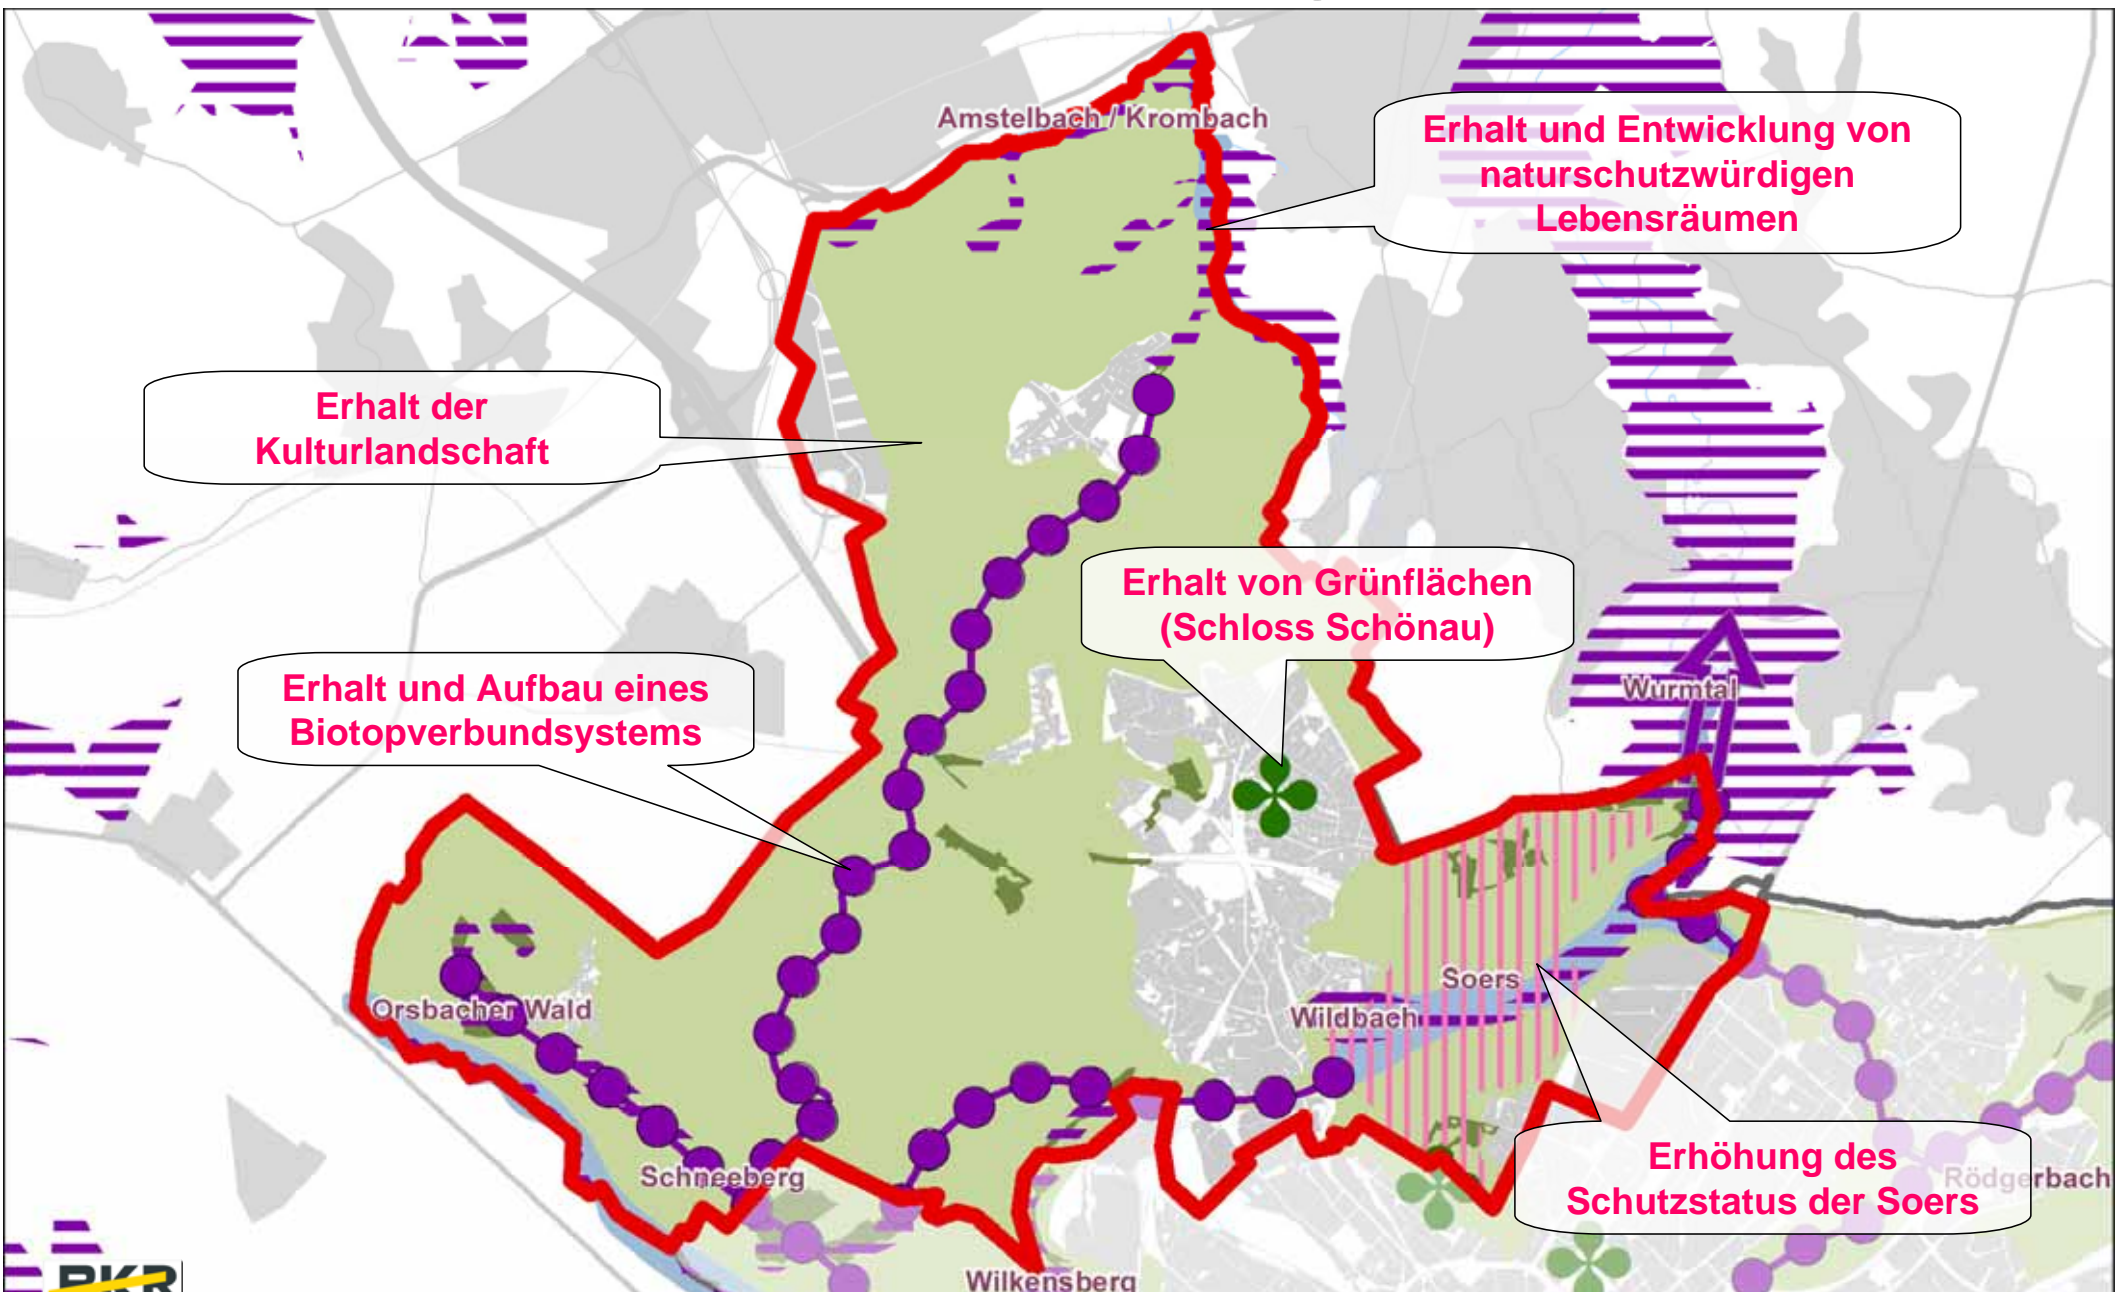 Amstelbach / Krombach
Erhalt und Entwicklung von
naturschutzwürdigen
Lebensräumen
Erhalt der
Kulturlandschaft
Erhalt von Grünflächen
(Schloss Schönau)
Erhalt und Aufbau eines
Biotopverbundsystems
Wurmtal
Soers
Orsbacher Wald
Wildbach
Schneeberg
Erhöhung des
Schutzstatus der Soers
Rödgerbach
Wilkensberg